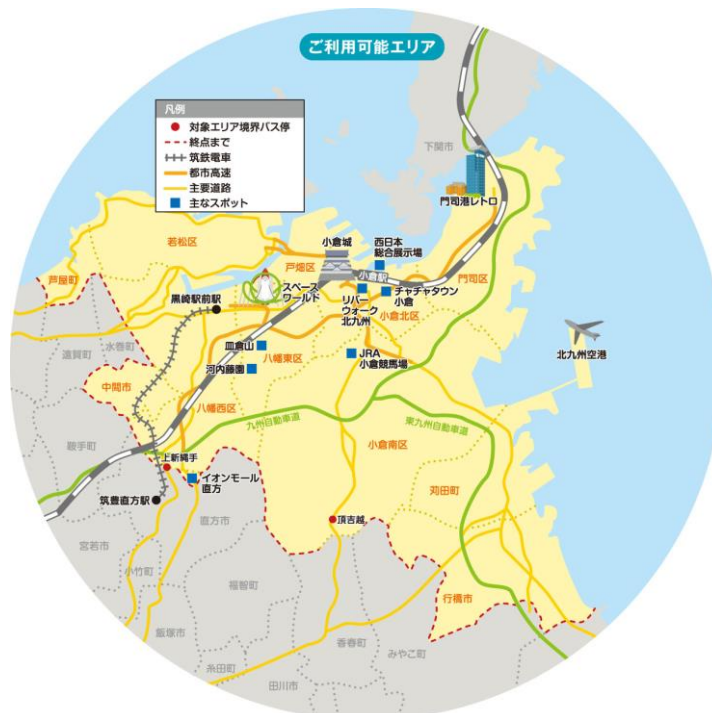 ご利用可能エリア
凡例
対象エリア境界バス停
終点まで
筑鉄電車
都市高速
主要道路
主なスポット
下関市
門司港レトロ
小倉城
西日本
総合展示場
若松区
戸畑区
小倉駅
門司区
芦屋町
スペース
ワールド
チャチャタウン
小倉
黒崎駅前駅
リバー
ウォーク
北九州
小倉北区
水巻町
遠賀町
皿倉山
八幡東区
JRA
小倉競馬場
北九州空港
河内藤園
中間市
八幡西区
九州自動車道
東九州自動車道
鞍手町
小倉南区
上新縄手
イオンモール
直方
苅田町
筑豊直方駅
直方市
頂吉越
宮若市
小竹町
福智町
行橋市
飯塚市
香春町
みやこ町
糸田町
田川市